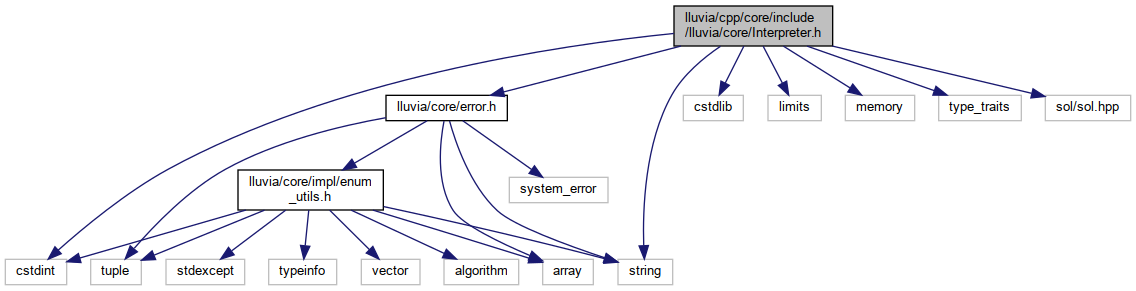 lluvia/cpp/core/include
/lluvia/core/Interpreter.h
lluvia/core/error.h
cstdlib
limits
memory
type_traits
sol/sol.hpp
lluvia/core/impl/enum
_utils.h
system_error
cstdint
tuple
stdexcept
typeinfo
vector
algorithm
array
string